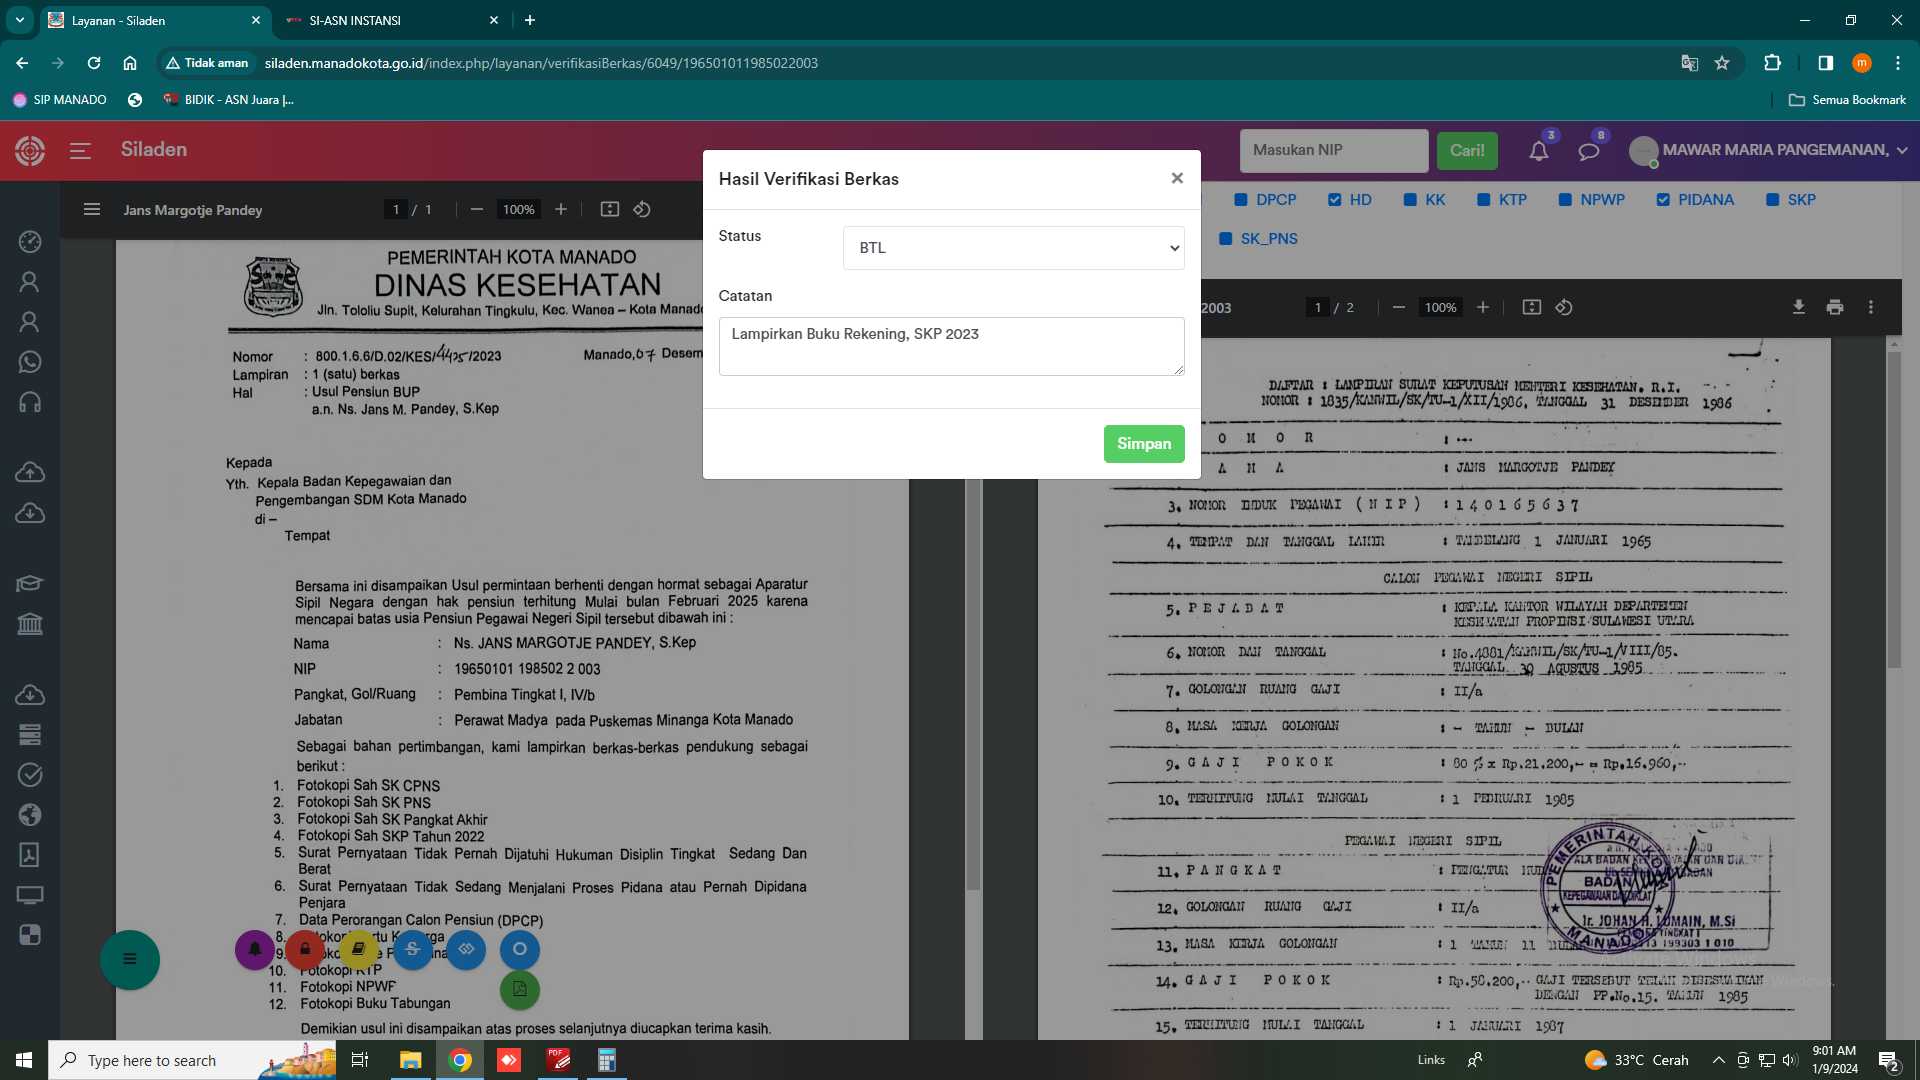 Layanan - Siladen
SI-ASN INSTANSI
Tidak aman
siladen.manadokota.go.id/index.php/layanan/verifikasiBerkas/6049/196501011985022003
SIP MANADO
BIDIK - ASN Juara |...
Semua Bookmark
Siladen
Masukan NIP
Cari!
3
8
MAWAR MARIA PANGEMANAN,
Hasil Verifikasi Berkas
×
Status
BTL
Catatan
Lampirkan Buku Rekening, SKP 2023
Simpan
DPCP
HD
KK
KTP
NPWP
PIDANA
SKP
SK_PNS
Jans Margotje Pandey
1 / 1
100%
PEMERINTAH KOTA MANADO
DINAS KESEHATAN
Jln. Tololiu Supit, Kelurahan Tingkulu, Kec. Wanea – Kota Manado
Nomor : 800.1.6.6/D.02/KES/4495/2023
Manado,07 Desem
Lampiran : 1 (satu) berkas
Hal : Usul Pensiun BUP
a.n. Ns. Jans M. Pandey, S.Kep
Kepada
Yth. Kepala Badan Kepegawaian dan
Pengembangan SDM Kota Manado
di –
Tempat
Bersama ini disampaikan Usul permintaan berhenti dengan hormat sebagai Aparatur
Sipil Negara dengan hak pensiun terhitung Mulai bulan Februari 2025 karena
mencapai batas usia Pensiun Pegawai Negeri Sipil tersebut dibawah ini :
Nama : Ns. JANS MARGOTJE PANDEY, S.Kep
NIP : 19650101 198502 2 003
Pangkat, Gol/Ruang : Pembina Tingkat I, IV/b
Jabatan : Perawat Madya pada Puskemas Minanga Kota Manado
Sebagai bahan pertimbangan, kami lampirkan berkas-berkas pendukung sebagai
berikut :
1. Fotokopi Sah SK CPNS
2. Fotokopi Sah SK PNS
3. Fotokopi Sah SK Pangkat Akhir
4. Fotokopi Sah SKP Tahun 2022
5. Surat Pernyataan Tidak Pernah Dijatuhi Hukuman Disiplin Tingkat Sedang Dan
Berat
6. Surat Pernyataan Tidak Sedang Menjalani Proses Pidana atau Pernah Dipidana
Penjara
7. Data Perorangan Calon Pensiun (DPCP)
8.
9.
10. Fotokopi KTP
11. Fotokopi NPWP
12. Fotokopi Buku Tabungan
Demikian usul ini disampaikan atas proses selanjutnya diucapkan terima kasih.
2003
1 / 2
100%
DAFTAR : LAMPIRAN SURAT KEPUTUSAN MENTERI KESEHATAN. R.I.
NOMOR : 1835/KANWIL/SK/TU-1/XII/1986. TANGGAL 31 DESEMBER 1986
O M O R : ---
A M A : JANS MARGOTJE PANDEY
3. NOMOR INDUK PEGAWAI ( N I P ) : 1 4 0 1 6 5 6 3 7
4. TEMPAT DAN TANGGAL LAHIR : TAIDELANG 1 JANUARI 1965
CALON PEGAWAI NEGERI SIPIL
5. P E J A B A T : KEPALA KANTOR WILAYAH DEPARTEMEN
KESEHATAN PROPINSI SULAWESI UTARA
6. NOMOR DAN TANGGAL : No.4881/KANWIL/SK/TU-1/VIII/85.
TANGGAL 30 AGUSTUS 1985
7. GOLONGAN RUANG GAJI : II/a
8. MASA KERJA GOLONGAN : - TAHUN - BULAN
9. G A J I P O K O K : 80 % x Rp.21.200,- = Rp.16.960,-
10. TERHITUNG MULAI TANGGAL : 1 PEBRUARI 1985
PEGAWAI NEGERI SIPIL
11. P A N G K A T : PENGATUR MUD
12. GOLONGAN RUANG GAJI : II/a
13. MASA KERJA GOLONGAN : 1 TAHUN 11 BULAN
14. G A J I P O K O K : Rp.58.200,- GAJI TERSEBUT TELAH DISESUAIKAN
DENGAN PP.No.15. TAHUN 1985
15. TERHITUNG MULAI TANGGAL : 1 JANUARI 1987
PEMERINTAH KO
BADAN
KEPEGAWAIAN DAN DIKLAT
MANADO
Ir. JOHAN H. LUMAIN, M.Si
Type here to search
Links
33°C Cerah
9:01 AM
1/9/2024
2